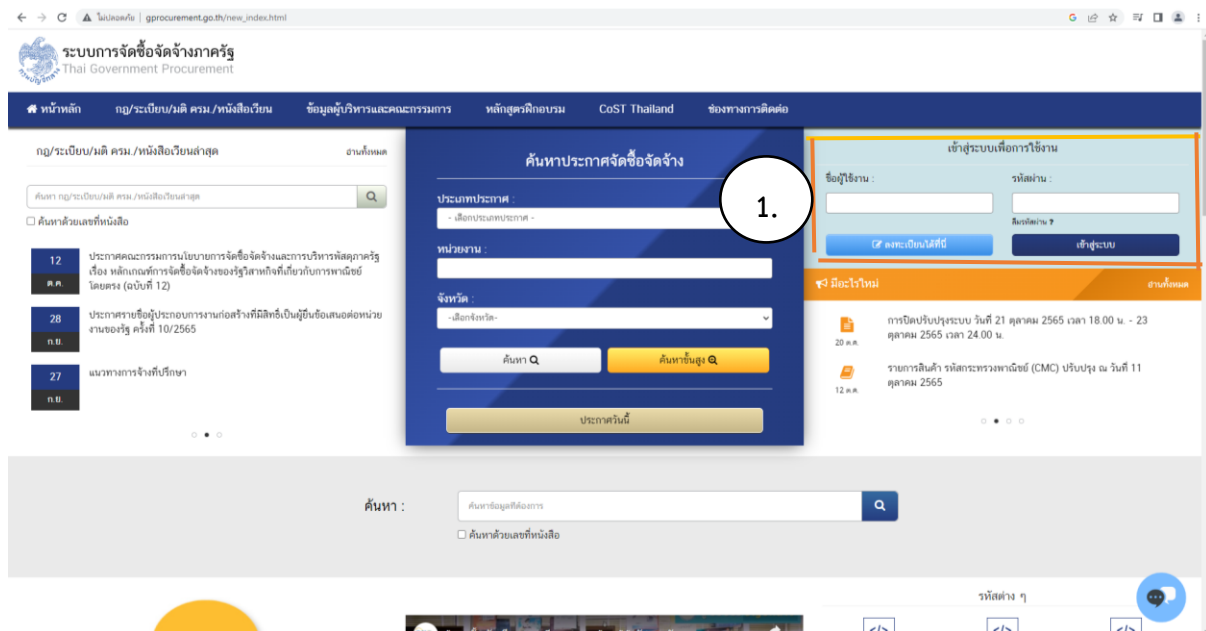 ไม่ปลอดภัย | gprocurement.go.th/new_index.html
ระบบการจัดซื้อจัดจ้างภาครัฐ
Thai Government Procurement
หน้าหลัก กฎ/ระเบียบ/มติ ครม./หนังสือเวียน ข้อมูลผู้บริหารและคณะกรรมการ หลักสูตรฝึกอบรม CoST Thailand ช่องทางการติดต่อ
กฎ/ระเบียบ/มติ ครม./หนังสือเวียนล่าสุด อ่านทั้งหมด
ค้นหา กฎ/ระเบียบ/มติ ครม./หนังสือเวียนล่าสุด
ค้นหาด้วยเลขที่หนังสือ
12 ต.ค.
ประกาศคณะกรรมการนโยบายการจัดซื้อจัดจ้างและการบริหารพัสดุภาครัฐ
เรื่อง หลักเกณฑ์การจัดซื้อจัดจ้างของรัฐวิสาหกิจที่เกี่ยวกับการพาณิชย์
โดยตรง (ฉบับที่ 12)
28 ก.ย.
ประกาศรายชื่อผู้ประกอบการงานก่อสร้างที่มีสิทธิ์เป็นผู้ยื่นข้อเสนอต่อหน่วย
งานของรัฐ ครั้งที่ 10/2565
27 ก.ย.
แนวทางการจ้างที่ปรึกษา
ค้นหาประกาศจัดซื้อจัดจ้าง
ประเภทประกาศ :
- เลือกประเภทประกาศ -
หน่วยงาน :
จังหวัด :
-เลือกจังหวัด-
ค้นหา ค้นหาขั้นสูง
ประกาศวันนี้
1.
เข้าสู่ระบบเพื่อการใช้งาน
ชื่อผู้ใช้งาน : รหัสผ่าน :
ลืมรหัสผ่าน ?
ลงทะเบียนได้ที่นี่ เข้าสู่ระบบ
มีอะไรใหม่ อ่านทั้งหมด
20 ต.ค.
การปิดปรับปรุงระบบ วันที่ 21 ตุลาคม 2565 เวลา 18.00 น. - 23
ตุลาคม 2565 เวลา 24.00 น.
12 ต.ค.
รายการสินค้า รหัสกระทรวงพาณิชย์ (CMC) ปรับปรุง ณ วันที่ 11
ตุลาคม 2565
ค้นหา :
ค้นหาข้อมูลที่ต้องการ
ค้นหาด้วยเลขที่หนังสือ
รหัสต่าง ๆ